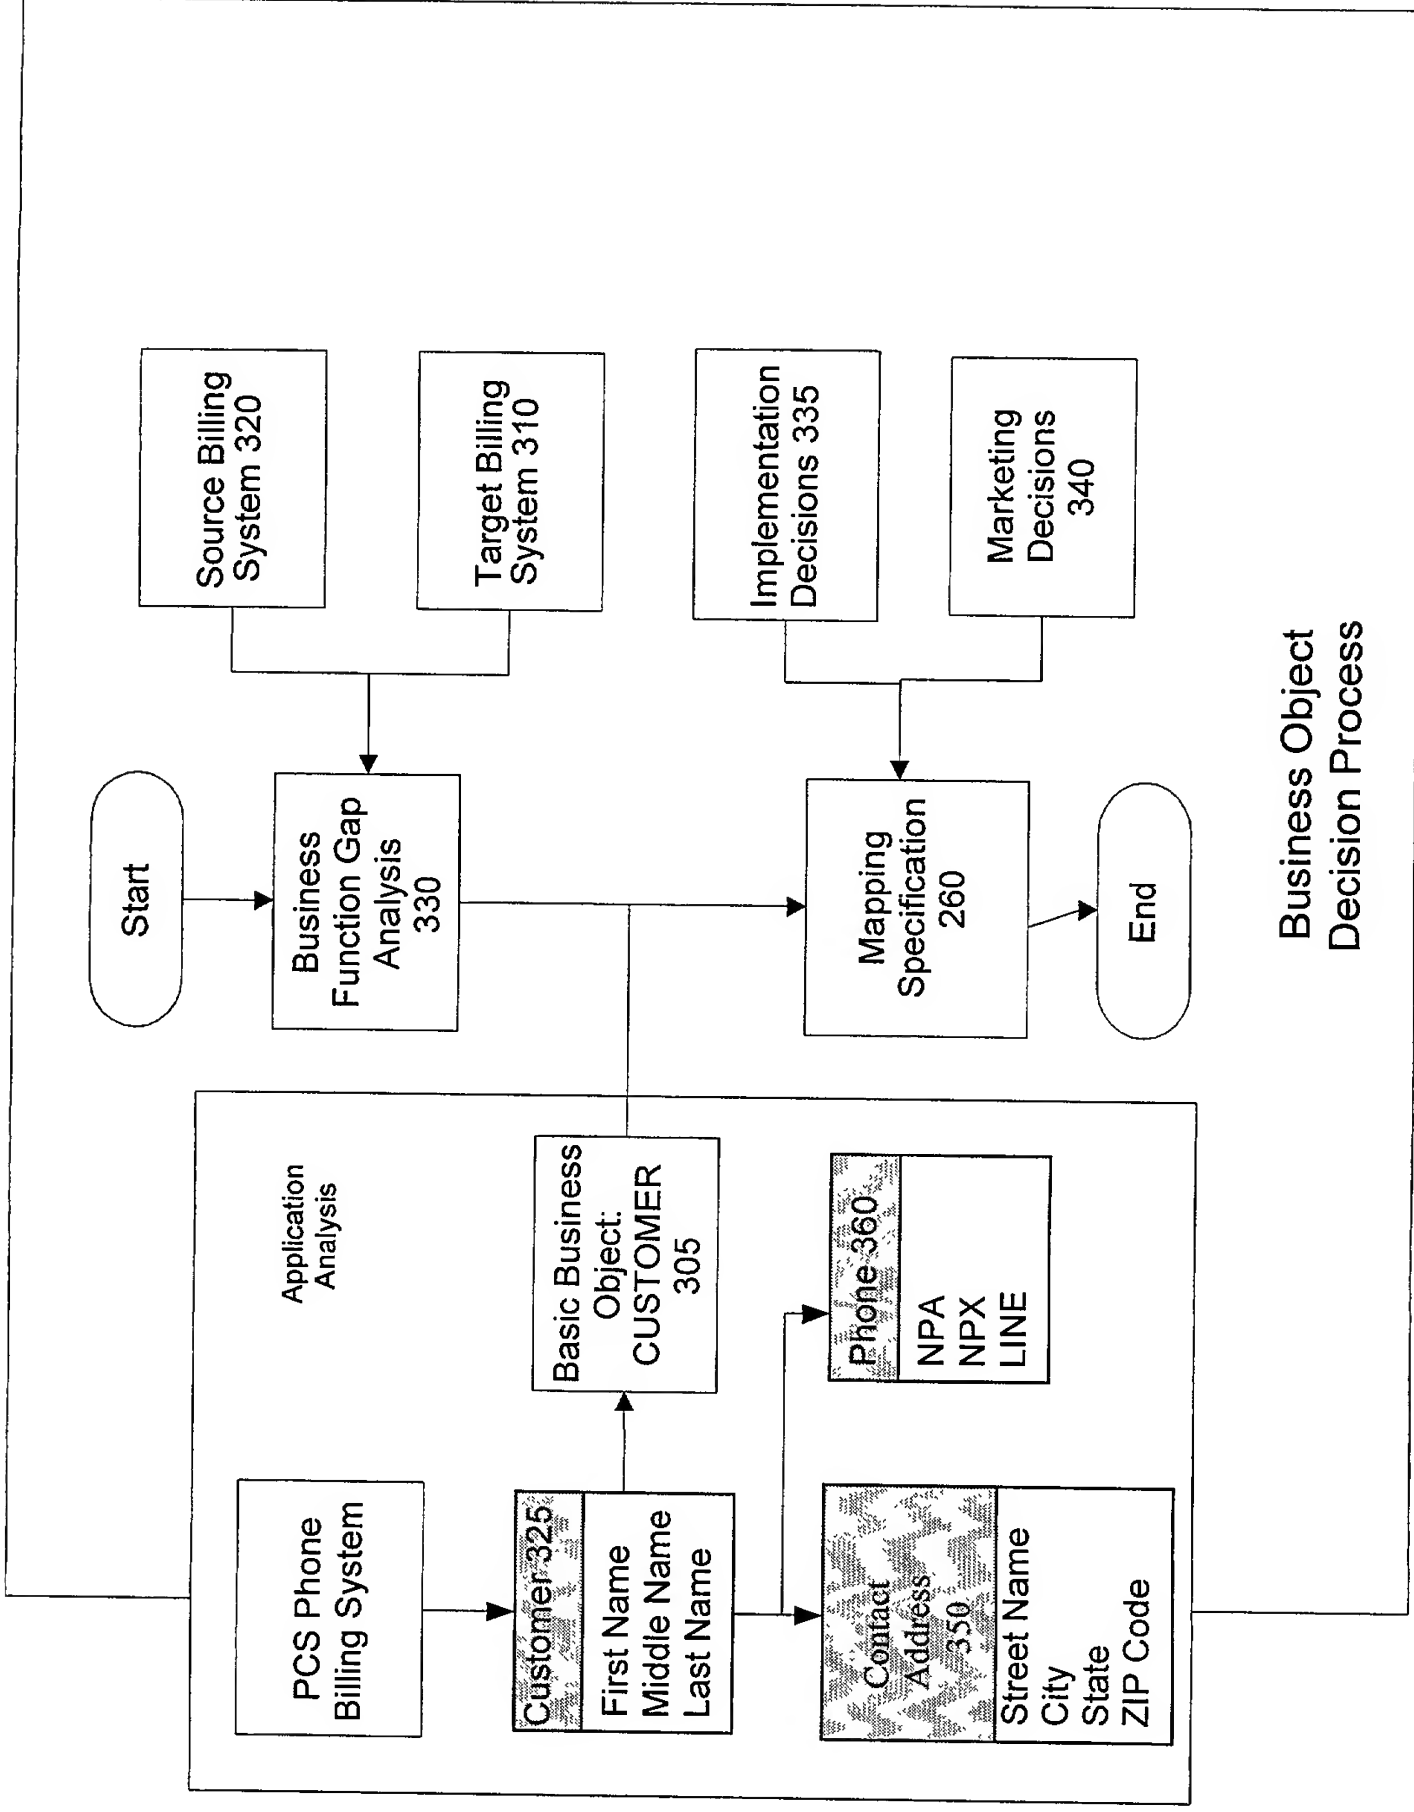 Application
Analysis
PCS Phone
Billing System
Customer 325
First Name
Middle Name
Last Name
Basic Business
Object:
CUSTOMER
305
Contact
Address
350
Street Name
City
State
ZIP Code
Phone 360
NPA
NPX
LINE
Start
Business
Function Gap
Analysis
330
Mapping
Specification
260
End
Source Billing
System 320
Target Billing
System 310
Implementation
Decisions 335
Marketing
Decisions
340
Business Object
Decision Process